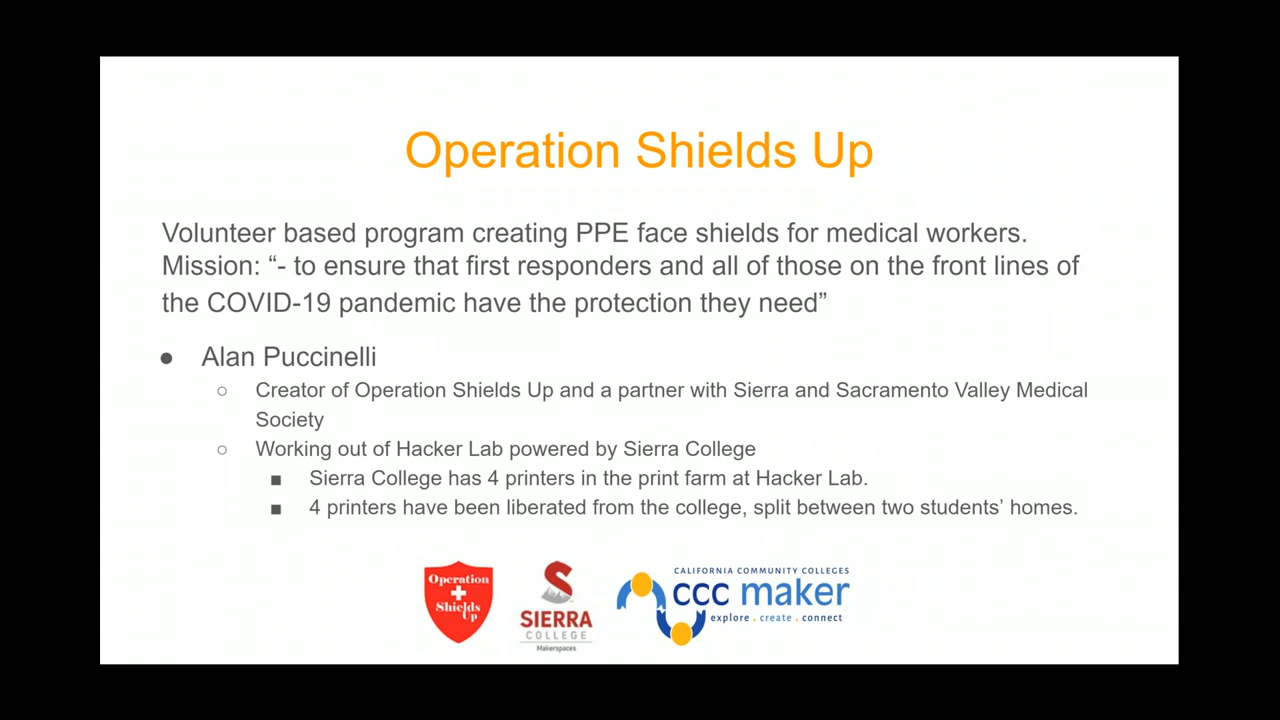 Operation Shields Up
Volunteer based program creating PPE face shields for medical workers.
Mission: “- to ensure that first responders and all of those on the front lines of
the COVID-19 pandemic have the protection they need”
● Alan Puccinelli
○ Creator of Operation Shields Up and a partner with Sierra and Sacramento Valley Medical
Society
○ Working out of Hacker Lab powered by Sierra College
■ Sierra College has 4 printers in the print farm at Hacker Lab.
■ 4 printers have been liberated from the college, split between two students’ homes.
Operation
Shields
Up
SIERRA
COLLEGE
Makerspaces
CALIFORNIA COMMUNITY COLLEGES
ccc maker
explore . create . connect